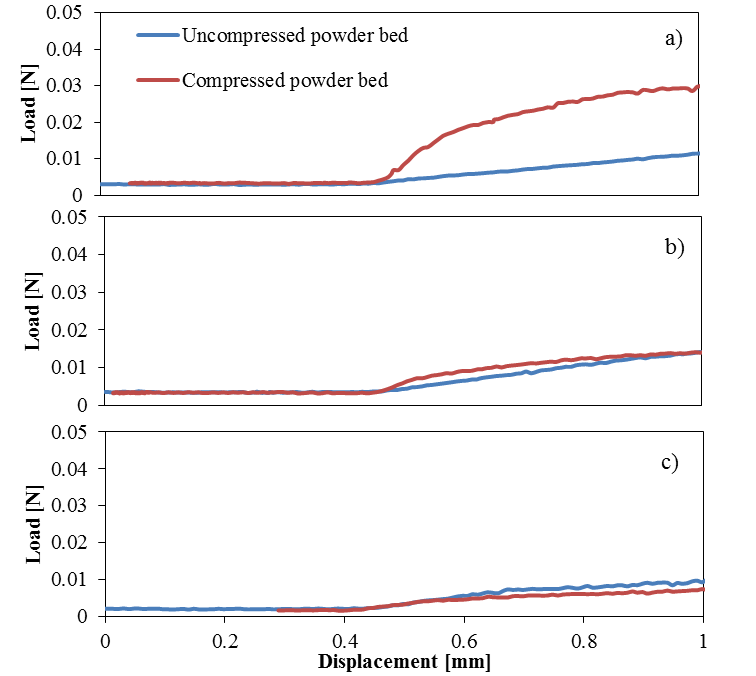 0.05
Uncompressed powder bed
a)
0.04
Compressed powder bed
0.03
Load [N]
0.02
0.01
0
0.05
b)
0.04
0.03
Load [N]
0.02
0.01
0
0.05
c)
0.04
0.03
Load [N]
0.02
0.01
0
0 0.2 0.4 0.6 0.8 1
Displacement [mm]